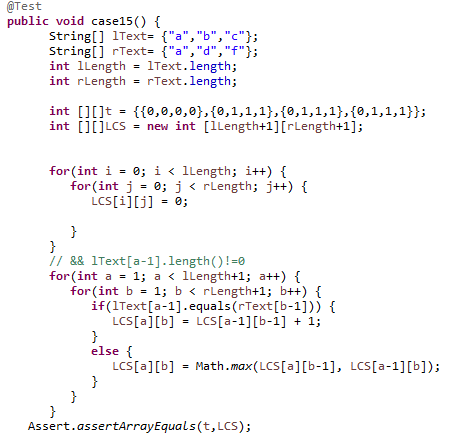 @Test
public void case15() {
String[] lText= {"a","b","c"};
String[] rText= {"a","d","f"};
int lLength = lText.length;
int rLength = rText.length;
int [][]t = {{0,0,0,0},{0,1,1,1},{0,1,1,1},{0,1,1,1}};
int [][]LCS = new int [lLength+1][rLength+1];
for(int i = 0; i < lLength; i++) {
for(int j = 0; j < rLength; j++) {
LCS[i][j] = 0;
}
}
// && lText[a-1].length()!=0
for(int a = 1; a < lLength+1; a++) {
for(int b = 1; b < rLength+1; b++) {
if(lText[a-1].equals(rText[b-1])) {
LCS[a][b] = LCS[a-1][b-1] + 1;
}
else {
LCS[a][b] = Math.max(LCS[a][b-1], LCS[a-1][b]);
}
}
}
Assert.assertArrayEquals(t,LCS);